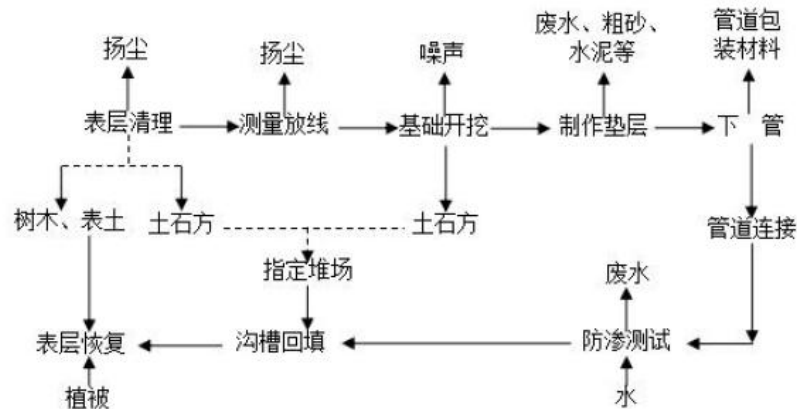 扬尘
扬尘
噪声
废水、粗砂、
水泥等
管道包
装材料
表层清理
测量放线
基础开挖
制作垫层
下 管
树木、表土
土石方
土石方
管道连接
指定堆场
废水
表层恢复
沟槽回填
防渗测试
植被
水